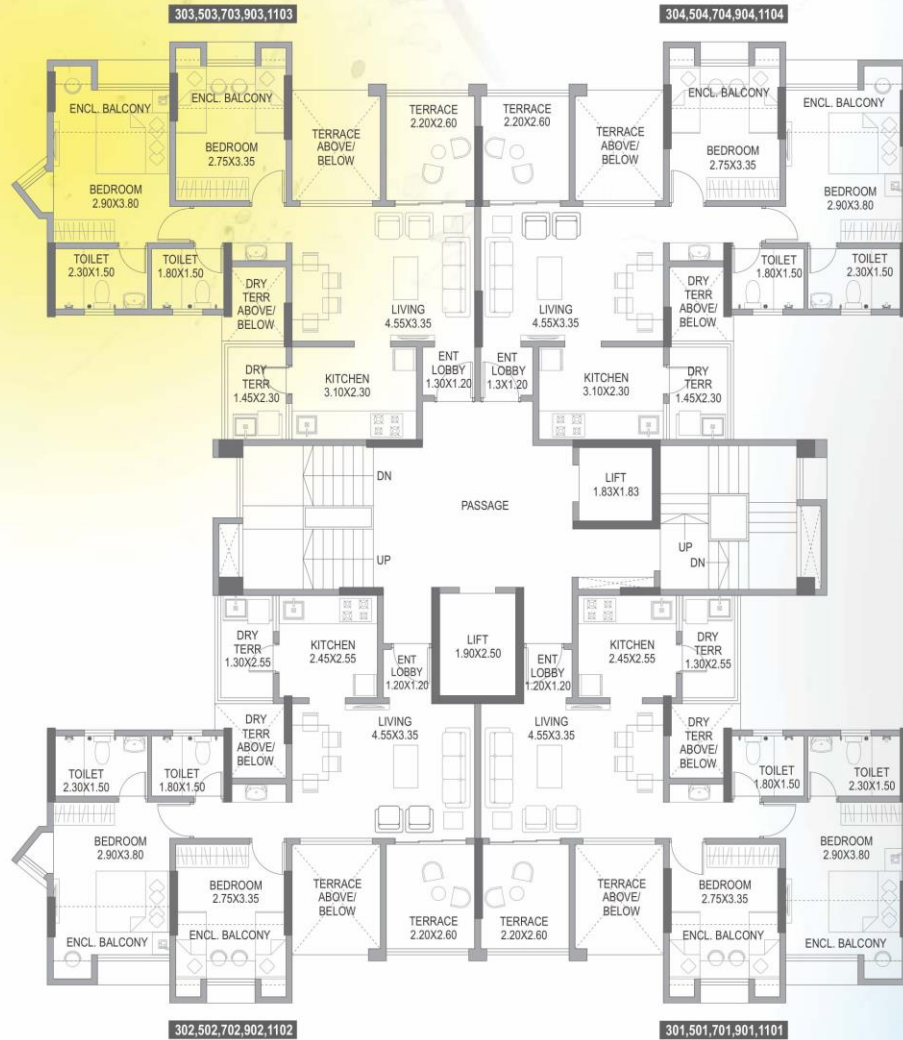 303,503,703,903,1103
304,504,704,904,1104
ENCL. BALCONY
BEDROOM
2.90X3.80
ENCL. BALCONY
BEDROOM
2.75X3.35
TERRACE
ABOVE/
BELOW
TERRACE
2.20X2.60
TERRACE
2.20X2.60
TERRACE
ABOVE/
BELOW
ENCL. BALCONY
BEDROOM
2.75X3.35
ENCL. BALCONY
BEDROOM
2.90X3.80
TOILET
2.30X1.50
TOILET
1.80X1.50
DRY
TERR
ABOVE/
BELOW
LIVING
4.55X3.35
LIVING
4.55X3.35
DRY
TERR
ABOVE/
BELOW
TOILET
1.80X1.50
TOILET
2.30X1.50
DRY
TERR
1.45X2.30
KITCHEN
3.10X2.30
ENT
LOBBY
1.30X1.20
ENT
LOBBY
1.3X1.20
KITCHEN
3.10X2.30
DRY
TERR
1.45X2.30
DN
UP
PASSAGE
LIFT
1.83X1.83
UP
DN
DRY
TERR
1.30X2.55
KITCHEN
2.45X2.55
ENT
LOBBY
1.20X1.20
LIFT
1.90X2.50
ENT
LOBBY
1.20X1.20
KITCHEN
2.45X2.55
DRY
TERR
1.30X2.55
DRY
TERR
ABOVE/
BELOW
LIVING
4.55X3.35
LIVING
4.55X3.35
DRY
TERR
ABOVE/
BELOW
TOILET
2.30X1.50
TOILET
1.80X1.50
TOILET
1.80X1.50
TOILET
2.30X1.50
BEDROOM
2.90X3.80
ENCL. BALCONY
BEDROOM
2.75X3.35
ENCL. BALCONY
TERRACE
ABOVE/
BELOW
TERRACE
2.20X2.60
TERRACE
2.20X2.60
TERRACE
ABOVE/
BELOW
BEDROOM
2.75X3.35
ENCL. BALCONY
BEDROOM
2.90X3.80
ENCL. BALCONY
302,502,702,902,1102
301,501,701,901,1101